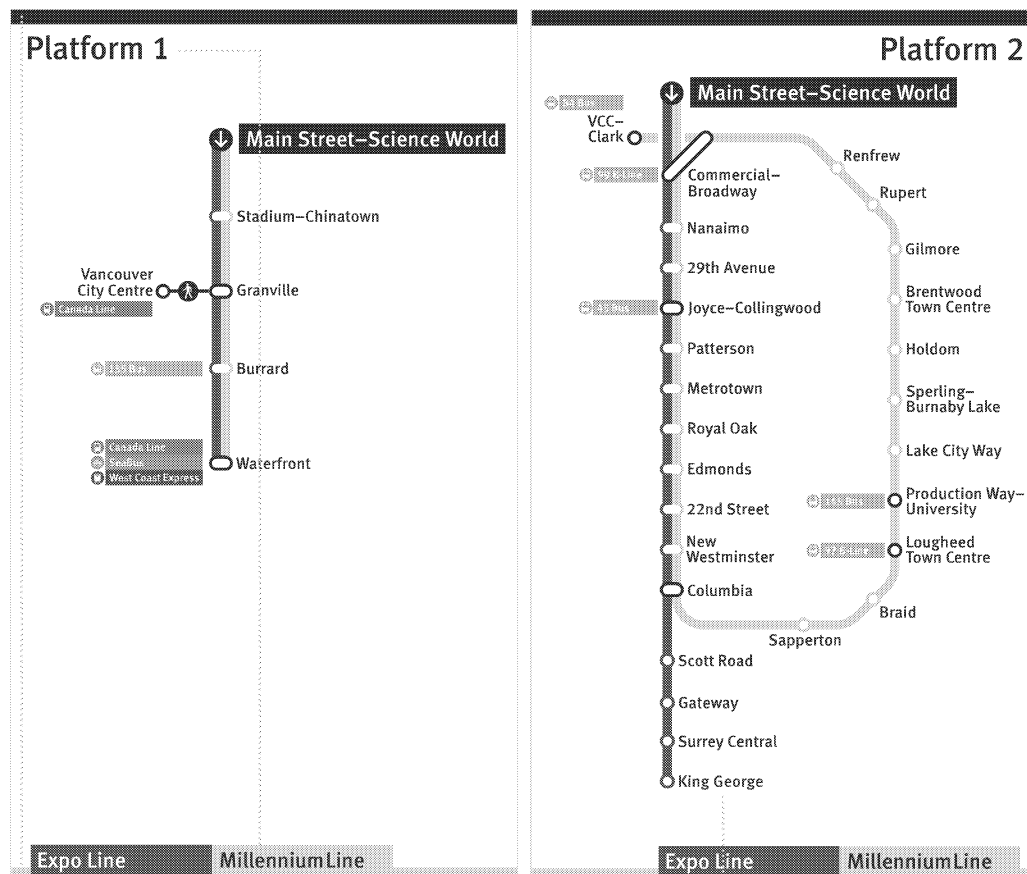 Platform 1
Main Street–Science World
Stadium–Chinatown
Vancouver
City Centre
Granville
Canada Line
Burrard
Canada Line
SeaBus
West Coast Express
Waterfront
Expo Line
Millennium Line
Platform 2
Main Street–Science World
VCC–
Clark
99 B-Line
Commercial–
Broadway
Renfrew
Rupert
Nanaimo
Gilmore
29th Avenue
Brentwood
Town Centre
Joyce–Collingwood
Patterson
Holdom
Metrotown
Sperling–
Burnaby Lake
Royal Oak
Lake City Way
Edmonds
Production Way–
University
22nd Street
New
Westminster
97 B-Line
Lougheed
Town Centre
Columbia
Braid
Sapperton
Scott Road
Gateway
Surrey Central
King George
Expo Line
Millennium Line